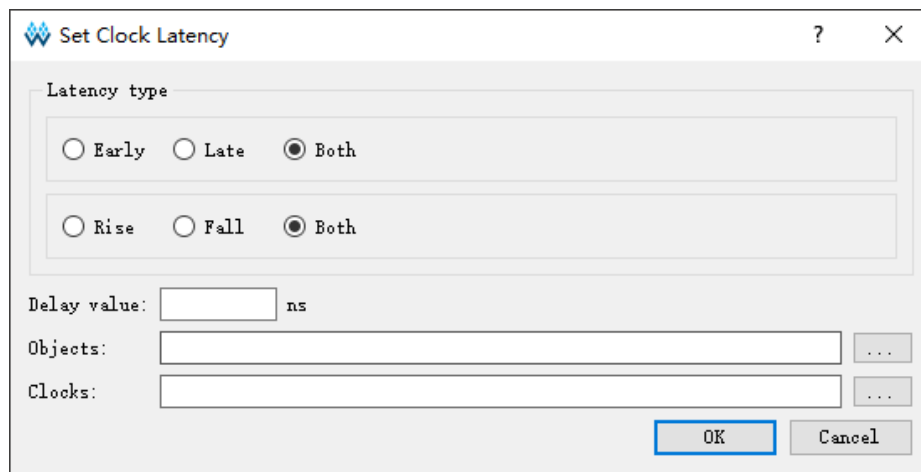 Set Clock Latency ?
Latency type
Early Late Both
Rise Fall Both
Delay value: ns
Objects: ...
Clocks: ...
OK Cancel